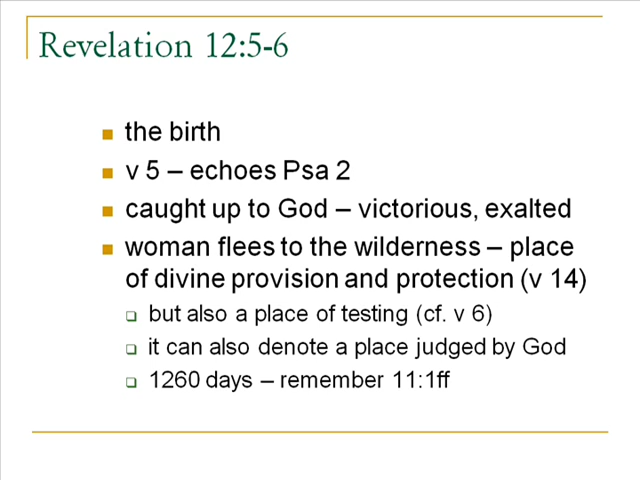 Revelation 12:5-6
the birth
v 5 – echoes Psa 2
caught up to God – victorious, exalted
woman flees to the wilderness – place
of divine provision and protection (v 14)
but also a place of testing (cf. v 6)
it can also denote a place judged by God
1260 days – remember 11:1ff